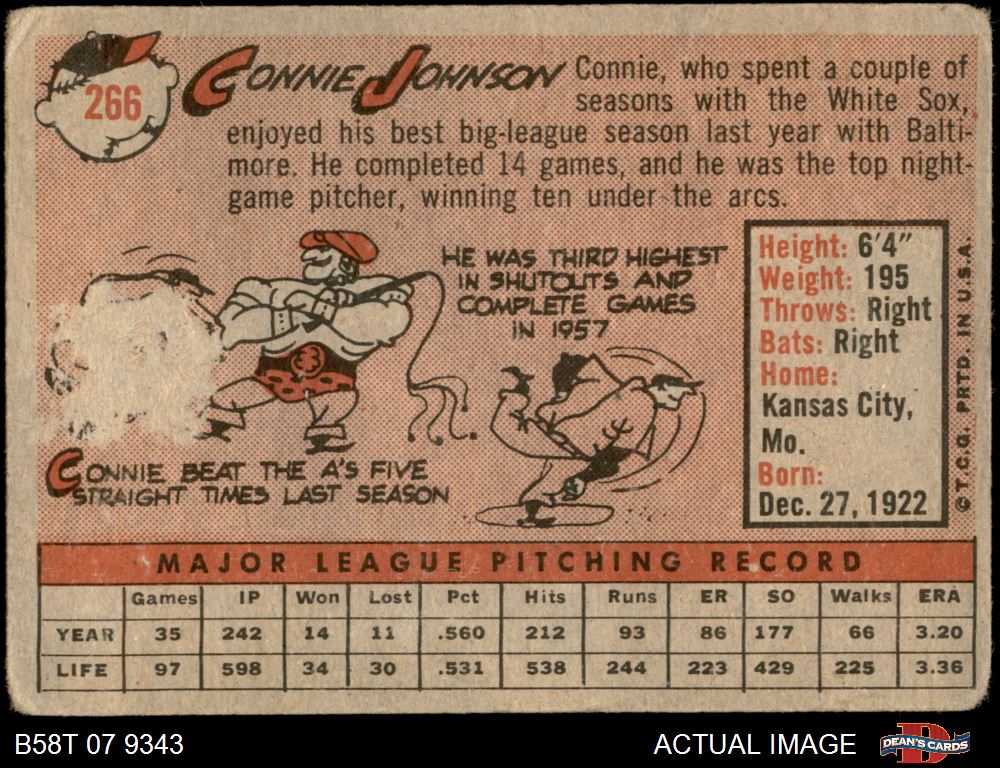 266
CONNIE JOHNSON
Connie, who spent a couple of
seasons with the White Sox,
enjoyed his best big-league season last year with Balti-
more. He completed 14 games, and he was the top night-
game pitcher, winning ten under the arcs.
HE WAS THIRD HIGHEST
IN SHUTOUTS AND
COMPLETE GAMES
IN 1957
CONNIE BEAT THE A'S FIVE
STRAIGHT TIMES LAST SEASON
Height: 6'4"
Weight: 195
Throws: Right
Bats: Right
Home:
Kansas City,
Mo.
Born:
Dec. 27, 1922
© T.C.G. PRTD. IN U.S.A.
MAJOR LEAGUE PITCHING RECORD
Games IP Won Lost Pct Hits Runs ER SO Walks ERA
YEAR 35 242 14 11 .560 212 93 86 177 66 3.20
LIFE 97 598 34 30 .531 538 244 223 429 225 3.36
B58T 07 9343
ACTUAL IMAGE
DEAN'S CARDS